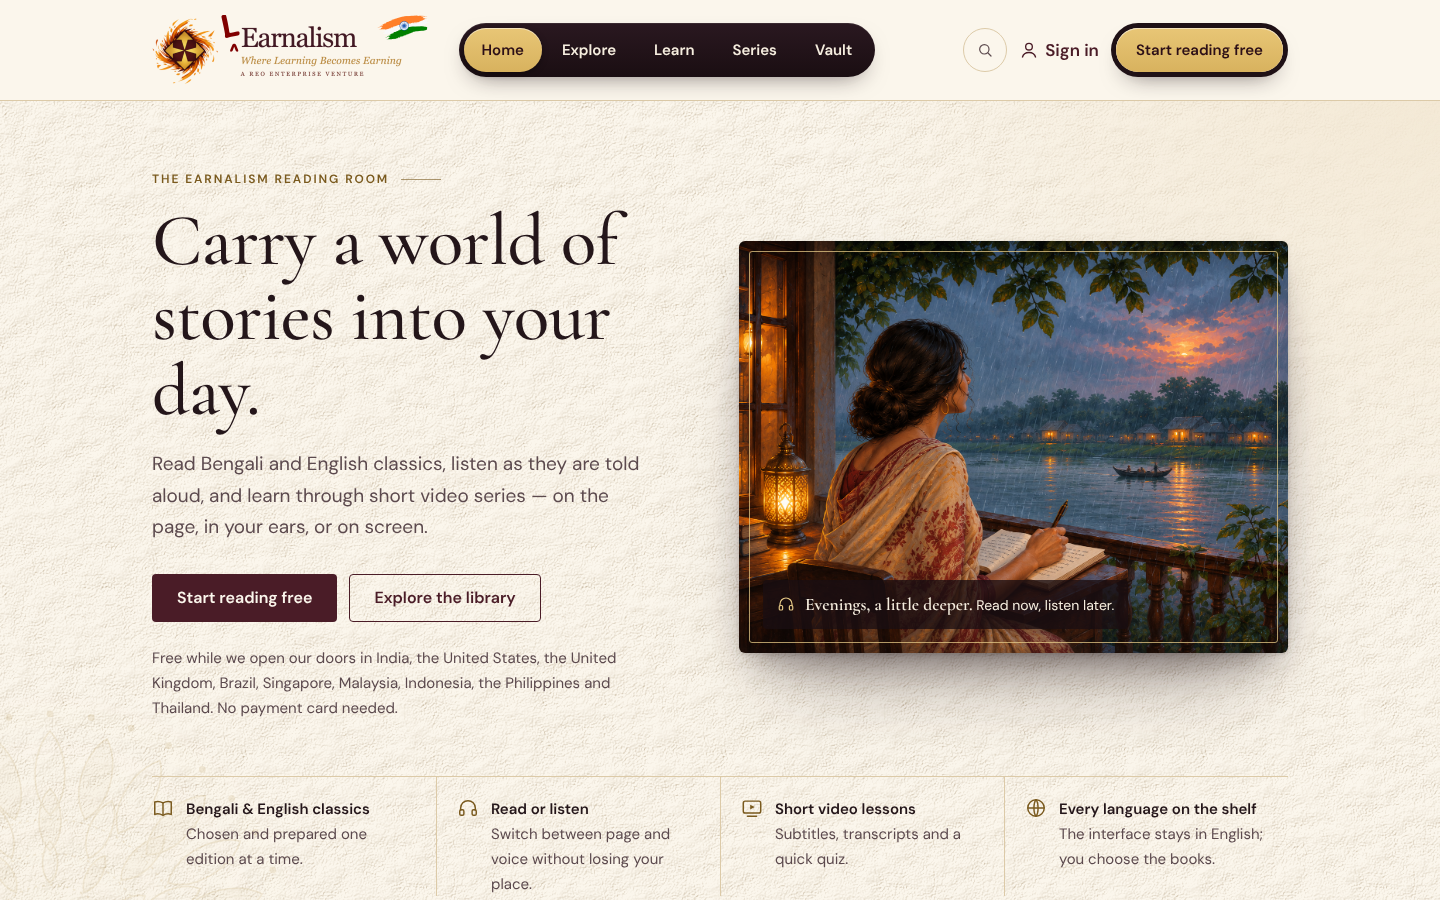 L
^Earnalism
Where Learning Becomes Earning
A REO ENTERPRISE VENTURE
Home
Explore
Learn
Series
Vault
Sign in
Start reading free
THE EARNALISM READING ROOM
Carry a world of
stories into your
day.
Read Bengali and English classics, listen as they are told
aloud, and learn through short video series — on the
page, in your ears, or on screen.
Start reading free
Explore the library
Free while we open our doors in India, the United States, the United
Kingdom, Brazil, Singapore, Malaysia, Indonesia, the Philippines and
Thailand. No payment card needed.
Evenings, a little deeper. Read now, listen later.
Bengali & English classics
Chosen and prepared one
edition at a time.
Read or listen
Switch between page and
voice without losing your
place.
Short video lessons
Subtitles, transcripts and a
quick quiz.
Every language on the shelf
The interface stays in English;
you choose the books.